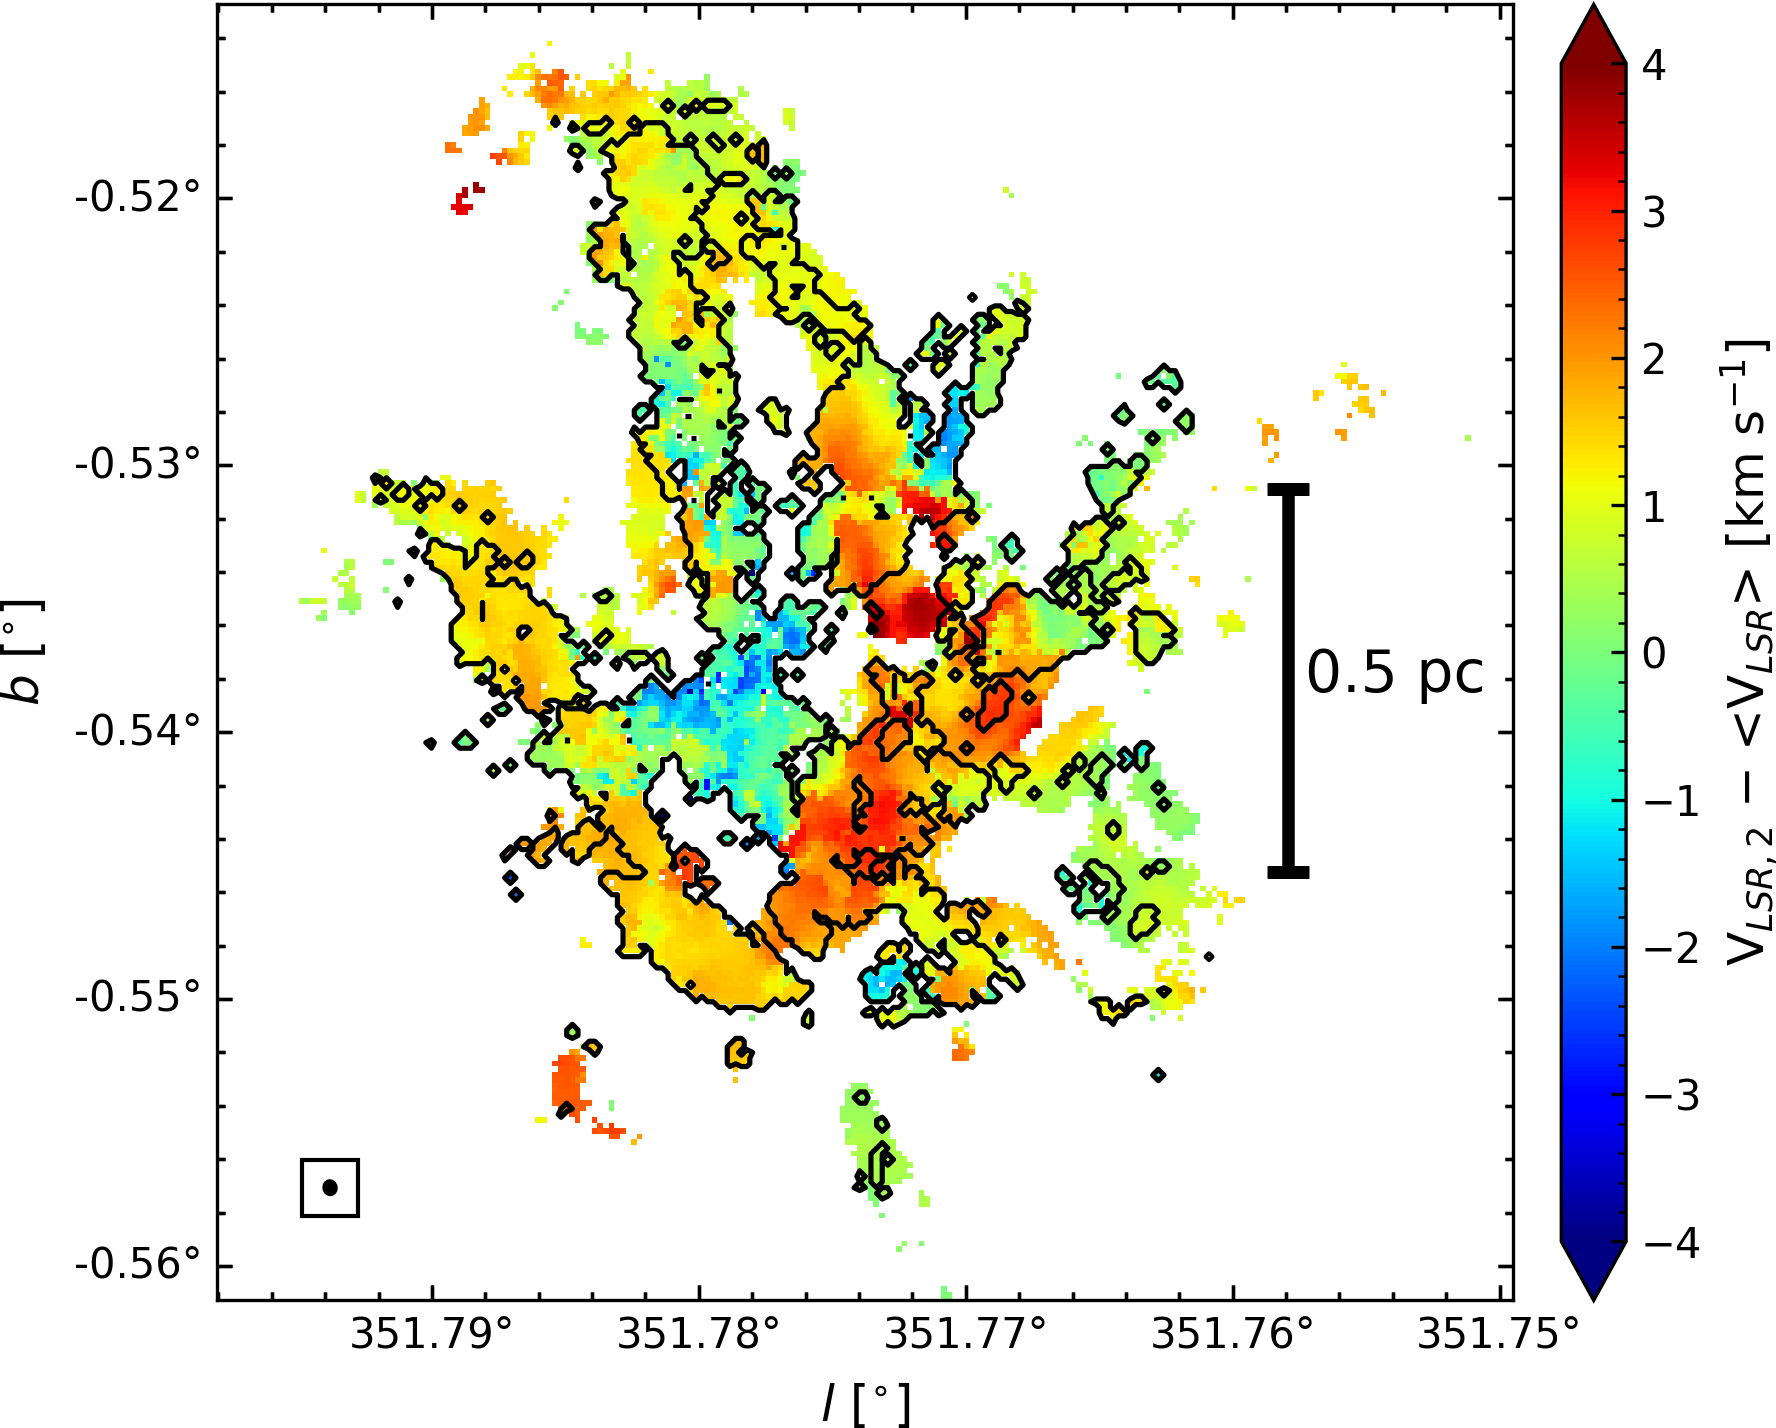 -0.52°
-0.53°
-0.54°
-0.55°
-0.56°
b [°]
351.79° 351.78° 351.77° 351.76° 351.75°
l [°]
0.5 pc
4
3
2
1
0
−1
−2
−3
−4
V_{LSR, 2} − <V_{LSR}> [km s^{−1}]